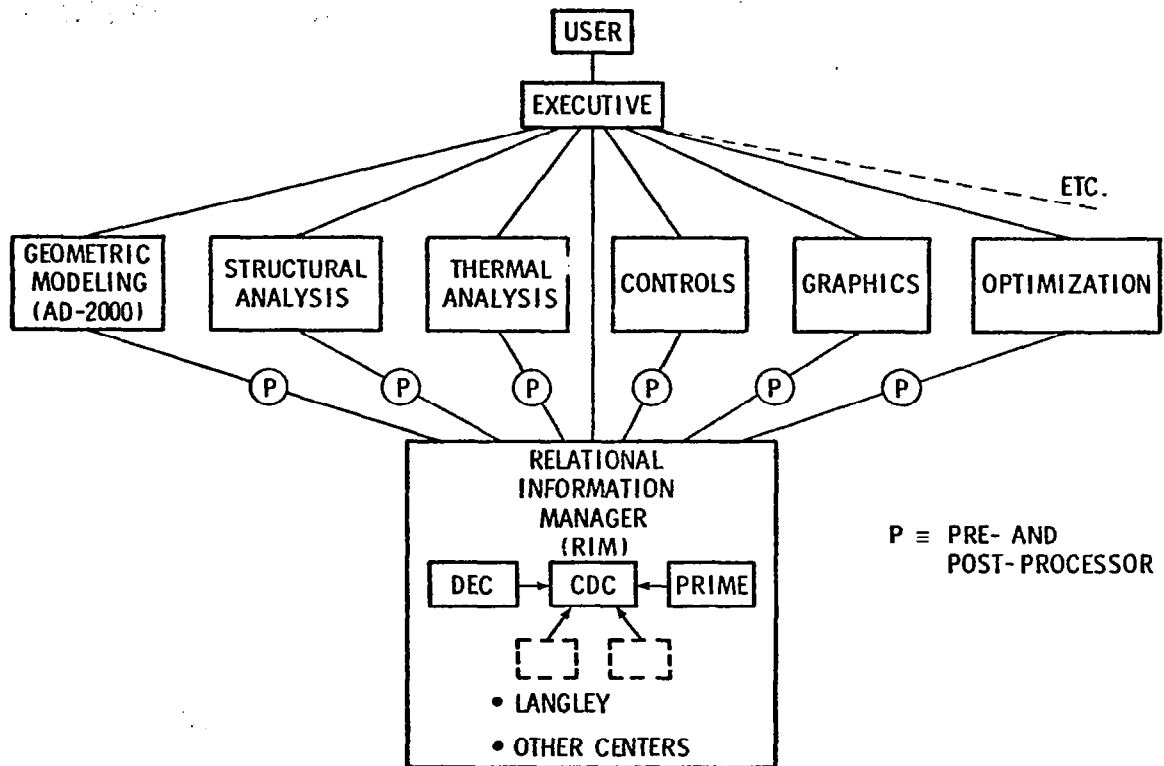 USER
EXECUTIVE
ETC.
GEOMETRIC
MODELING
(AD-2000)
STRUCTURAL
ANALYSIS
THERMAL
ANALYSIS
CONTROLS
GRAPHICS
OPTIMIZATION
P
P
P
P
P
P
RELATIONAL
INFORMATION
MANAGER
(RIM)
DEC
CDC
PRIME
• LANGLEY
• OTHER CENTERS
P ≡ PRE- AND
POST-PROCESSOR